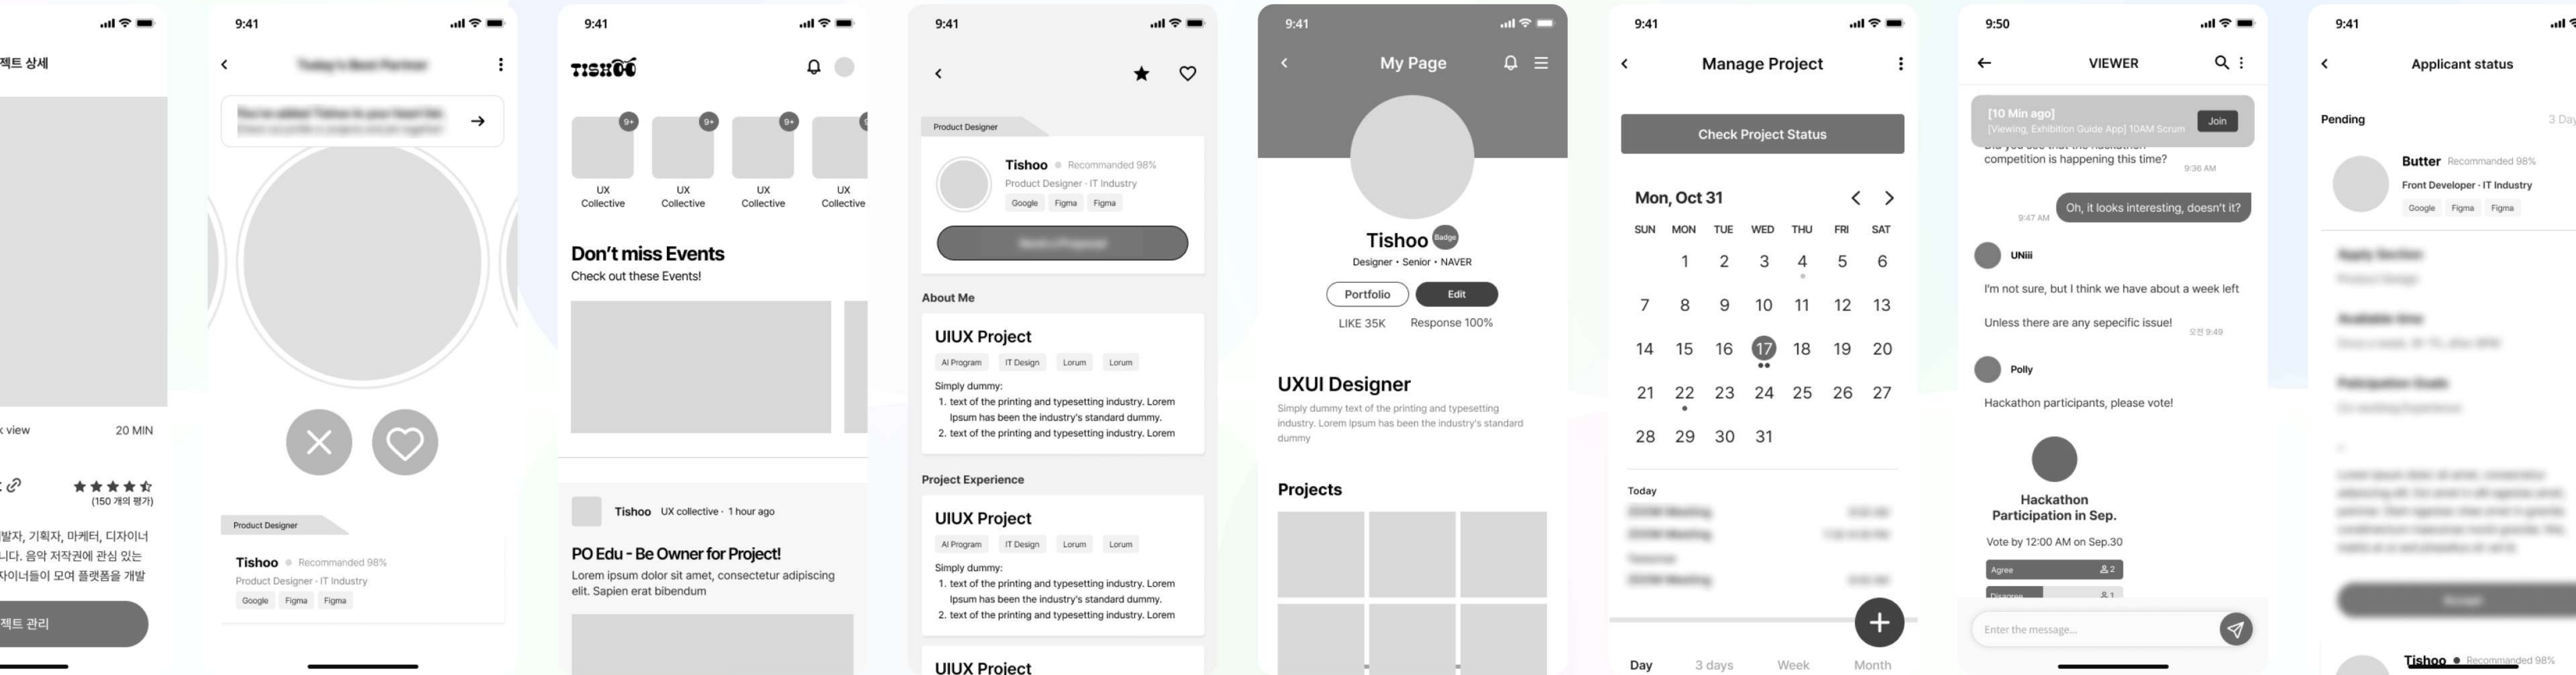 젝트 상세
view
20 MIN
(150 개의 평가)
발자, 기획자, 마케터, 디자이너
니다. 음악 저작권에 관심 있는
자이너들이 모여 플랫폼을 개발
젝트 관리
9:41
Product Designer
Tishoo Recommanded 98%
Product Designer · IT Industry
Google Figma Figma
9:41
TISHOO
9+ 9+ 9+
UX UX UX UX
Collective Collective Collective Collective
Don't miss Events
Check out these Events!
Tishoo UX collective · 1 hour ago
PO Edu - Be Owner for Project!
Lorem ipsum dolor sit amet, consectetur adipiscing
elit. Sapien erat bibendum
9:41
Product Designer
Tishoo Recommanded 98%
Product Designer · IT Industry
Google Figma Figma
About Me
UIUX Project
AI Program IT Design Lorum Lorum
Simply dummy:
1. text of the printing and typesetting industry. Lorem
Ipsum has been the industry's standard dummy.
2. text of the printing and typesetting industry. Lorem
Project Experience
UIUX Project
AI Program IT Design Lorum Lorum
Simply dummy:
1. text of the printing and typesetting industry. Lorem
Ipsum has been the industry's standard dummy.
2. text of the printing and typesetting industry. Lorem
UIUX Project
9:41
My Page
Tishoo Badge
Designer • Senior • NAVER
Portfolio Edit
LIKE 35K Response 100%
UXUI Designer
Simply dummy text of the printing and typesetting
industry. Lorem Ipsum has been the industry's standard
dummy
Projects
9:41
Manage Project
Check Project Status
Mon, Oct 31
SUN MON TUE WED THU FRI SAT
1 2 3 4 5 6
7 8 9 10 11 12 13
14 15 16 17 18 19 20
21 22 23 24 25 26 27
28 29 30 31
Today
Day 3 days Week Month
9:50
VIEWER
[10 Min ago]
[Viewing, Exhibition Guide App] 10AM Scrum
Join
Did you see that the hackathon
competition is happening this time?
9:36 AM
Oh, it looks interesting, doesn't it?
9:47 AM
UNiii
I'm not sure, but I think we have about a week left
Unless there are any sepecific issue!
오전 9:49
Polly
Hackathon participants, please vote!
Hackathon
Participation in Sep.
Vote by 12:00 AM on Sep.30
Agree 2
Disagree 1
Enter the message...
9:41
Applicant status
Pending 3 Day
Butter Recommanded 98%
Front Developer · IT Industry
Google Figma Figma
Tishoo Recommanded 98%